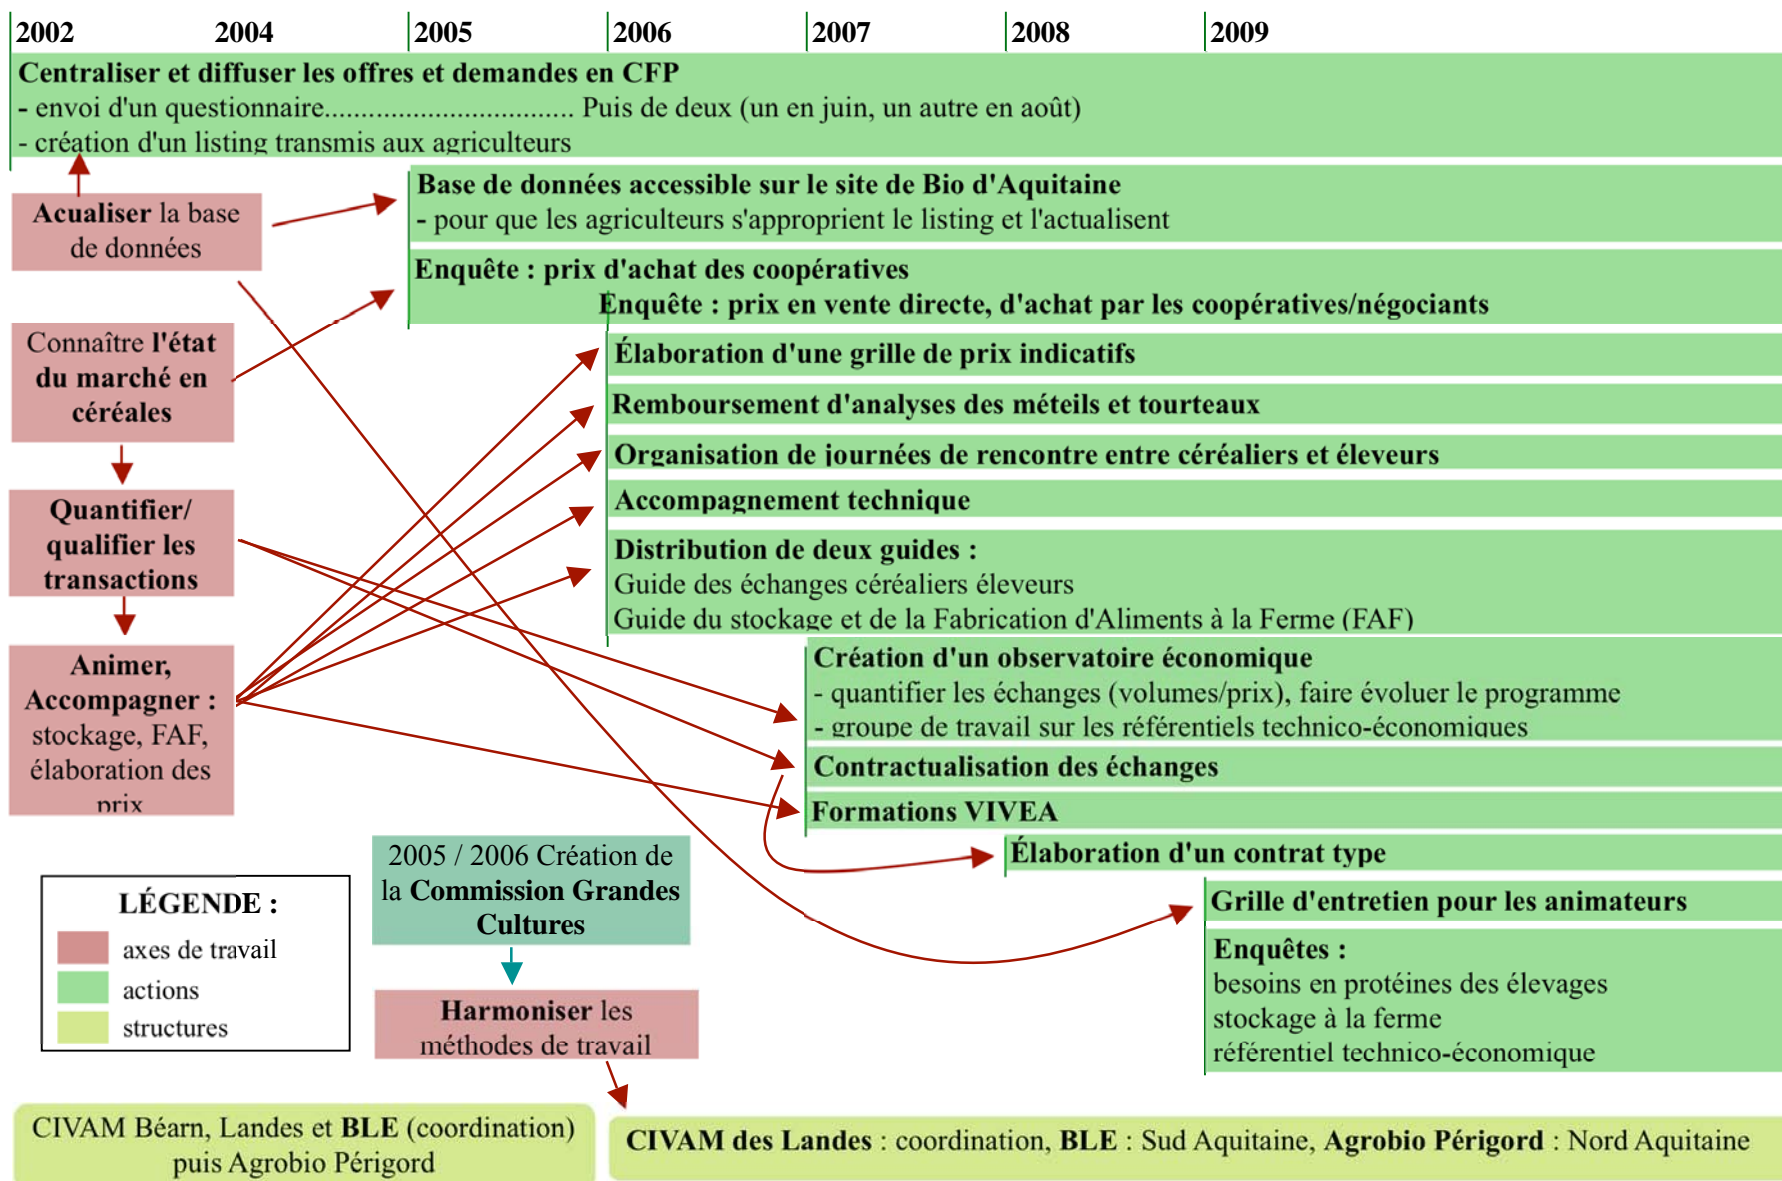 2002 2004 2005 2006 2007 2008 2009
Centraliser et diffuser les offres et demandes en CFP
- envoi d'un questionnaire................................ Puis de deux (un en juin, un autre en août)
- création d'un listing transmis aux agriculteurs
Acualiser la base
de données
Base de données accessible sur le site de Bio d'Aquitaine
- pour que les agriculteurs s'approprient le listing et l'actualisent
Enquête : prix d'achat des coopératives
Enquête : prix en vente directe, d'achat par les coopératives/négociants
Connaître l'état
du marché en
céréales
Élaboration d'une grille de prix indicatifs
Remboursement d'analyses des méteils et tourteaux
Organisation de journées de rencontre entre céréaliers et éleveurs
Accompagnement technique
Quantifier/
qualifier les
transactions
Distribution de deux guides :
Guide des échanges céréaliers éleveurs
Guide du stockage et de la Fabrication d'Aliments à la Ferme (FAF)
Animer,
Accompagner :
stockage, FAF,
élaboration des
prix
Création d'un observatoire économique
- quantifier les échanges (volumes/prix), faire évoluer le programme
- groupe de travail sur les référentiels technico-économiques
Contractualisation des échanges
Formations VIVEA
Élaboration d'un contrat type
2005 / 2006 Création de
la Commission Grandes
Cultures
Grille d'entretien pour les animateurs
Enquêtes :
besoins en protéines des élevages
stockage à la ferme
référentiel technico-économique
LÉGENDE :
axes de travail
actions
structures
Harmoniser les
méthodes de travail
CIVAM Béarn, Landes et BLE (coordination)
puis Agrobio Périgord
CIVAM des Landes : coordination, BLE : Sud Aquitaine, Agrobio Périgord : Nord Aquitaine